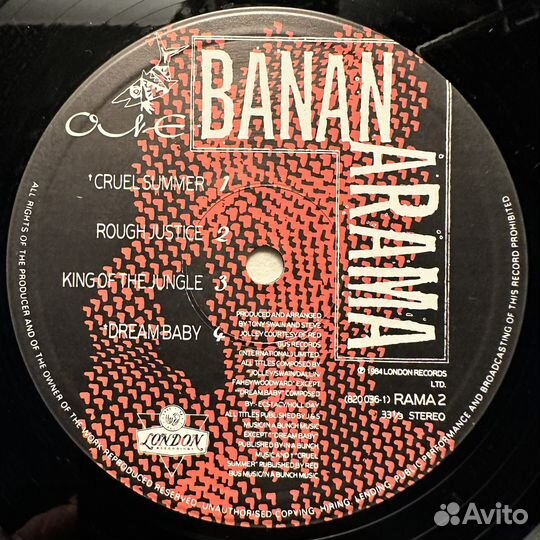 ONE
BANAN
ARAMA
*CRUEL SUMMER 1
ROUGH JUSTICE 2
KING OF THE JUNGLE 3
*DREAM BABY 4
PRODUCED AND ARRANGED
BY TONY SWAIN AND STEVE
JOLLEY COURTESY OF RED
BUS RECORDS
(INTERNATIONAL) LIMITED.
ALL TITLES COMPOSED BY
JOLLEY/SWAIN/DALLIN/
FAHEY/WOODWARD* EXCEPT
"DREAM BABY" COMPOSED
BY:- ECSTACY/HOLLIDAY
ALL TITLES PUBLISHED BY J&S
MUSIC/IN A BUNCH MUSIC
EXCEPT † "DREAM BABY"
PUBLISHED BY IN A BUNCH
MUSIC AND † "CRUEL
SUMMER" PUBLISHED BY RED
BUS MUSIC/IN A BUNCH MUSIC
℗ 1984 LONDON RECORDS
LTD.
(820 036-1) RAMA 2
33⅓ STEREO
LONDON
RECORDINGS
ALL RIGHTS OF THE PRODUCER AND OF THE OWNER OF THE WORK REPRODUCED RESERVED. UNAUTHORISED COPYING, HIRING, LENDING, PUBLIC PERFORMANCE AND BROADCASTING OF THIS RECORD PROHIBITED
Avito